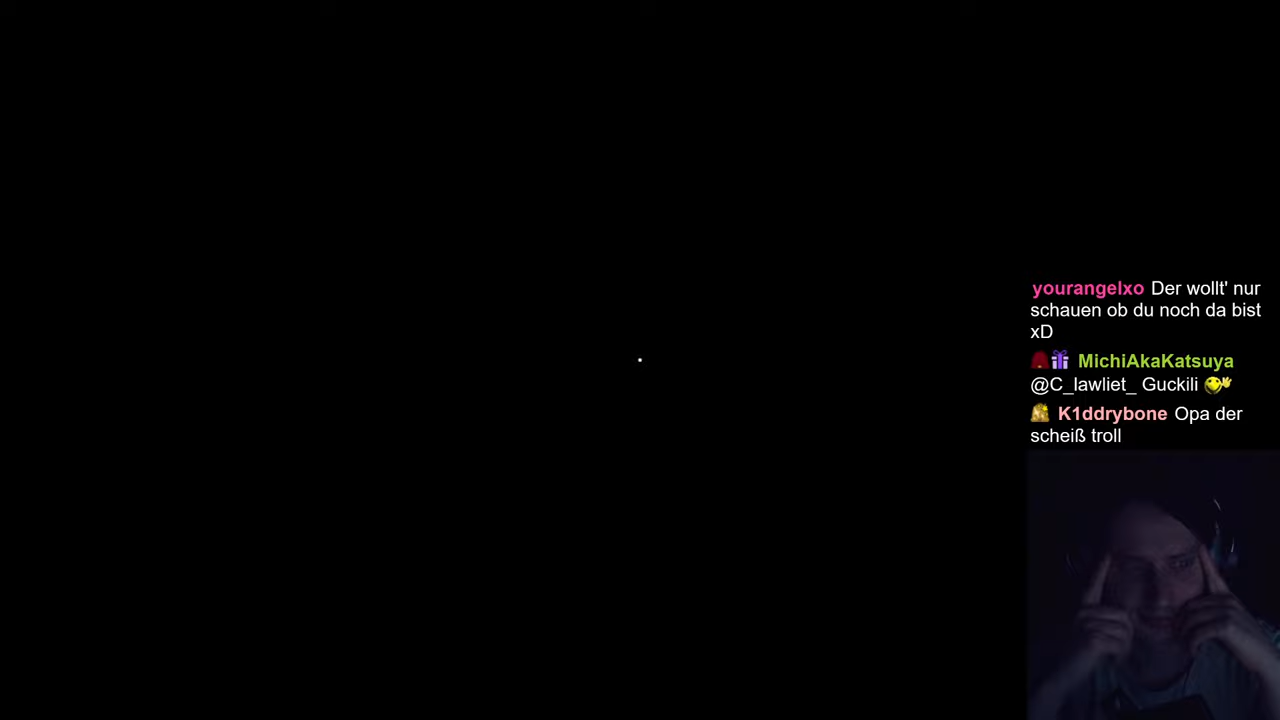 yourangelxo Der wollt' nur
schauen ob du noch da bist
xD
MichiAkaKatsuya
@C_lawliet_ Guckili
K1ddrybone Opa der
scheiß troll